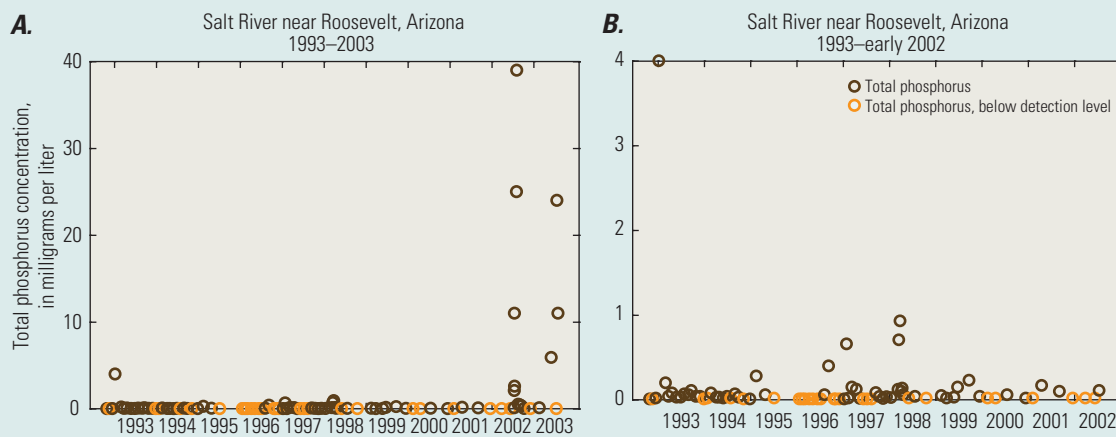 A.
Salt River near Roosevelt, Arizona
1993–2003
Total phosphorus concentration,
in milligrams per liter
40
30
20
10
0
1993 1994 1995 1996 1997 1998 1999 2000 2001 2002 2003
B.
Salt River near Roosevelt, Arizona
1993–early 2002
Total phosphorus
Total phosphorus, below detection level
4
3
2
1
0
1993 1994 1995 1996 1997 1998 1999 2000 2001 2002